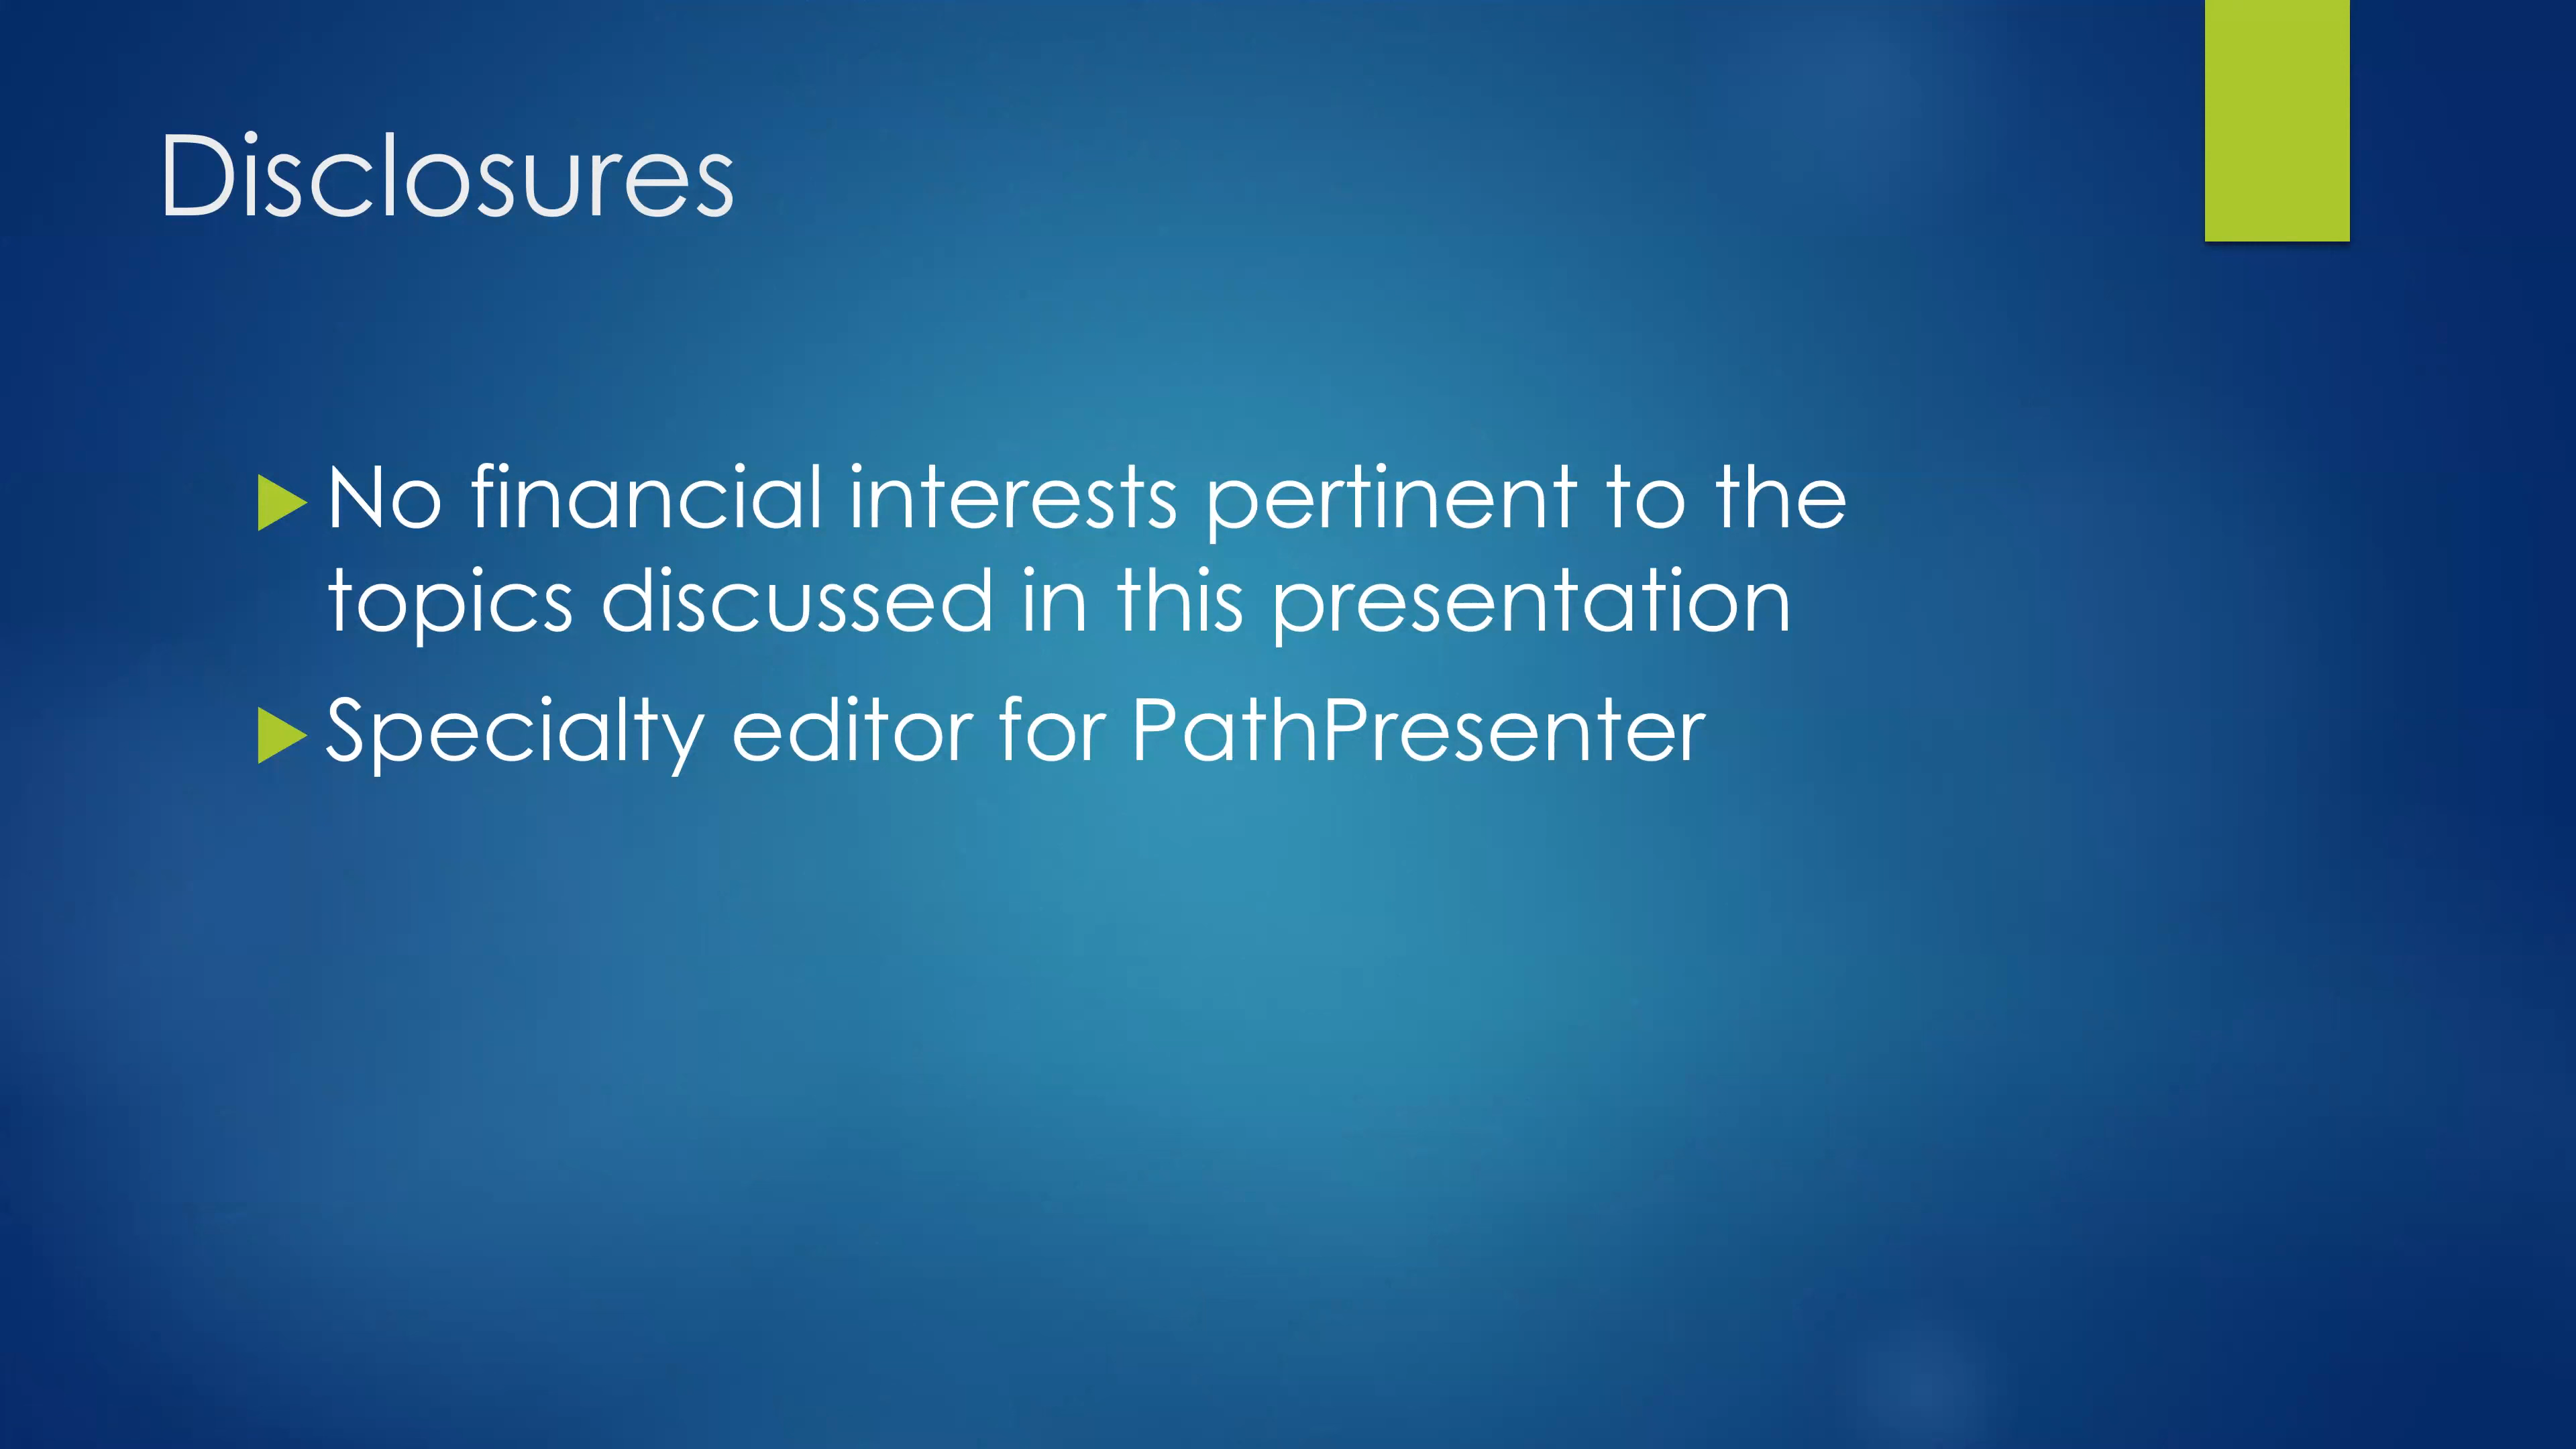 Disclosures
No financial interests pertinent to the
topics discussed in this presentation
Specialty editor for PathPresenter